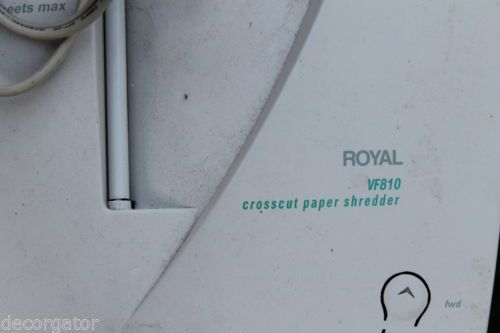 eets max
ROYAL
VF810
crosscut paper shredder
fwd
decorgator